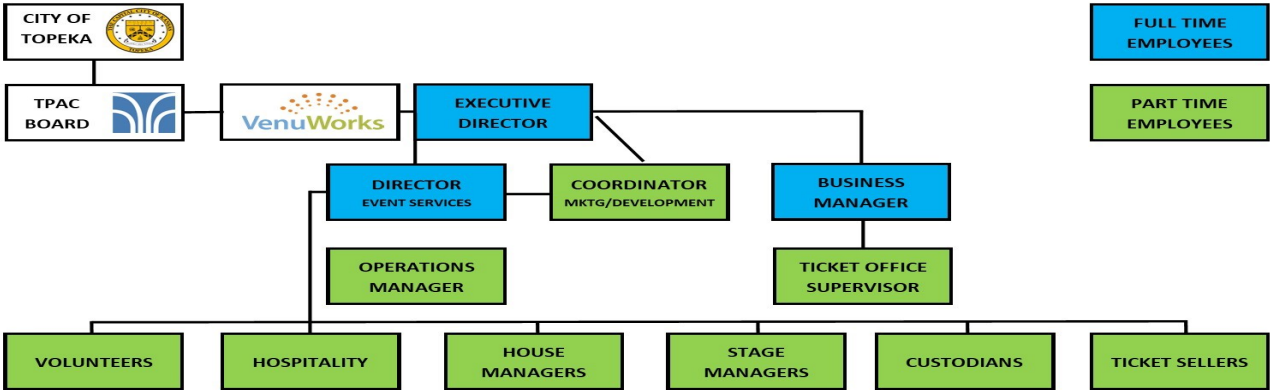 CITY OF
TOPEKA
FULL TIME
EMPLOYEES
TPAC
BOARD
VenuWorks
EXECUTIVE
DIRECTOR
PART TIME
EMPLOYEES
DIRECTOR
EVENT SERVICES
COORDINATOR
MKTG/DEVELOPMENT
BUSINESS
MANAGER
OPERATIONS
MANAGER
TICKET OFFICE
SUPERVISOR
VOLUNTEERS
HOSPITALITY
HOUSE
MANAGERS
STAGE
MANAGERS
CUSTODIANS
TICKET SELLERS